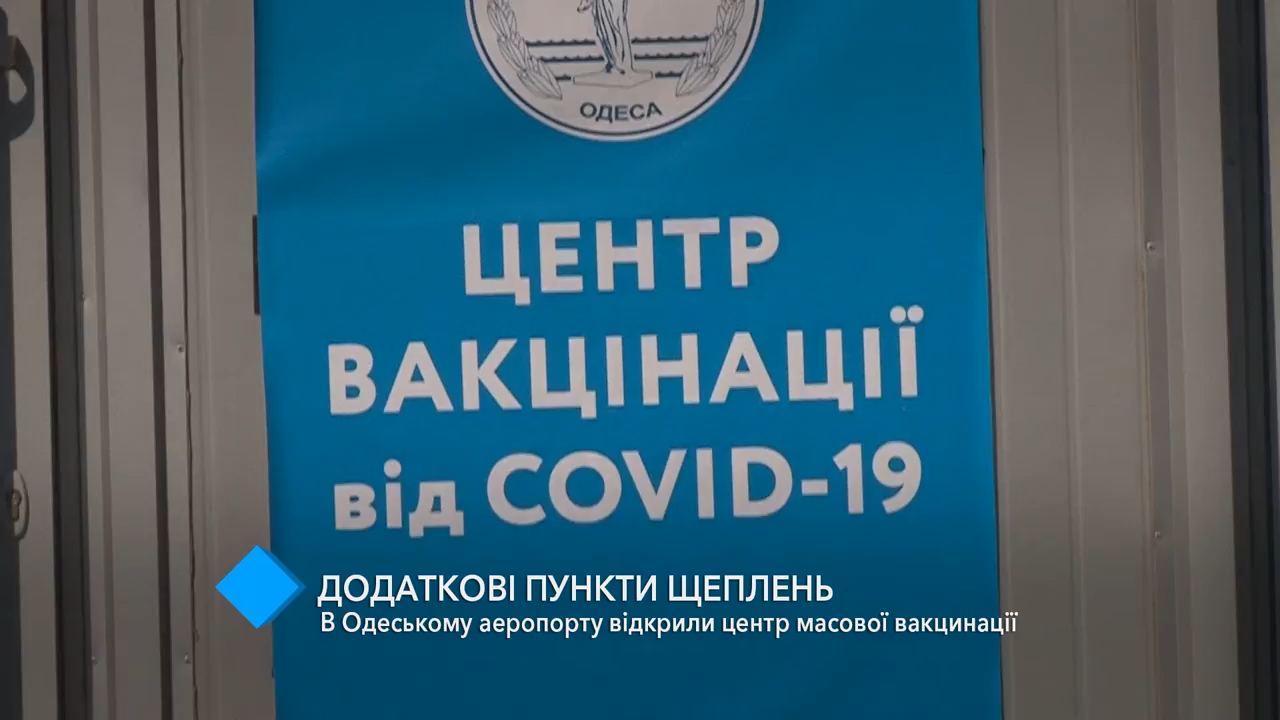 ОДЕСА
ЦЕНТР
ВАКЦІНАЦІЇ
від COVID-19
ДОДАТКОВІ ПУНКТИ ЩЕПЛЕНЬ
В Одеському аеропорту відкрили центр масової вакцинації